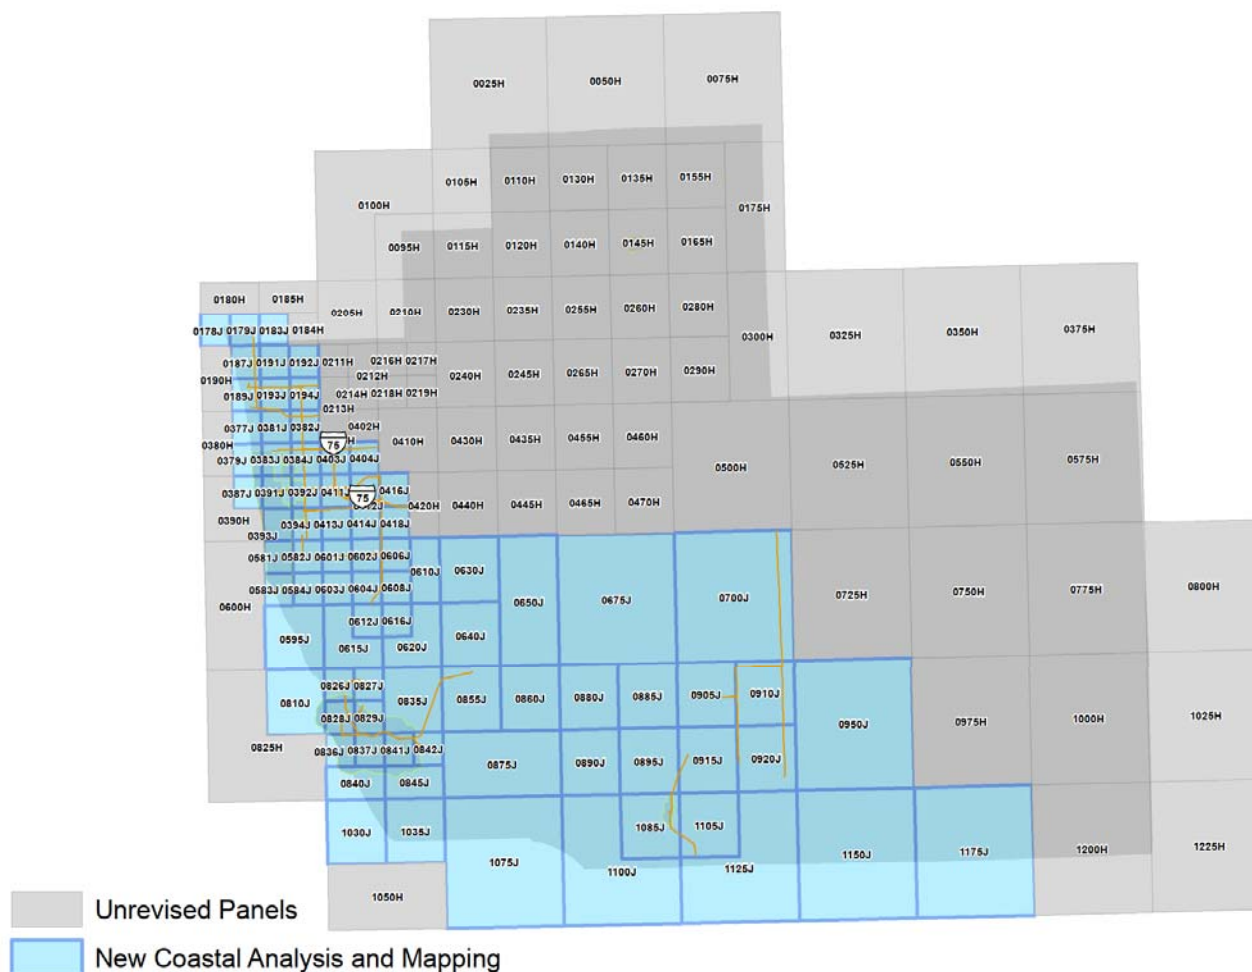 0025H 0050H 0075H
0105H 0110H 0130H 0135H 0155H
0100H 0175H
0095H 0115H 0120H 0140H 0145H 0165H
0180H 0185H
0205H 0210H 0230H 0235H 0255H 0260H 0280H
0178J 0179J 0183J 0184H 0300H 0325H 0350H 0375H
0187J 0191J 0192J 0211H 0216H 0217H
0190H 0212H 0240H 0245H 0265H 0270H 0290H
0189J 0193J 0194J 0214H 0218H 0219H
0213H
0377J 0381J 0382J 0402H
0380H 75 H 0410H 0430H 0435H 0455H 0460H
0379J 0383J 0384J 0403J 0404J 0500H 0525H 0550H 0575H
0387J 0391J 0392J 0411J 75 0416J
0420H 0440H 0445H 0465H 0470H
0390H 0394J 0413J 0414J 0418J
0393J
0581J 0582J 0601J 0602J 0606J
0610J 0630J
0583J 0584J 0603J 0604J 0608J 0650J 0675J 0700J 0725H 0750H 0775H 0800H
0600H
0612J 0616J
0595J 0615J 0620J 0640J
0826J 0827J
0810J 0835J 0855J 0860J 0880J 0885J 0905J 0910J
0828J 0829J 0950J 0975H 1000H 1025H
0825H 0836J 0837J 0841J 0842J
0875J 0890J 0895J 0915J 0920J
0840J 0845J
1030J 1035J 1085J 1105J
1075J 1100J 1125J 1150J 1175J 1200H 1225H
1050H
Unrevised Panels
New Coastal Analysis and Mapping